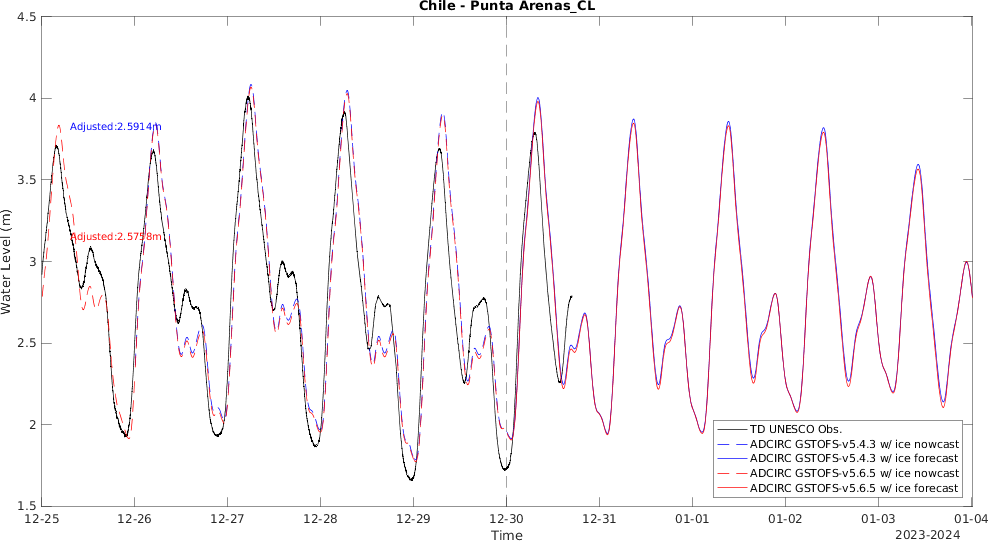 Chile - Punta Arenas_CL
4.5
4
3.5
3
2.5
2
1.5
Water Level (m)
Adjusted:2.5914m
Adjusted:2.5758m
TD UNESCO Obs.
ADCIRC GSTOFS-v5.4.3 w/ ice nowcast
ADCIRC GSTOFS-v5.4.3 w/ ice forecast
ADCIRC GSTOFS-v5.6.5 w/ ice nowcast
ADCIRC GSTOFS-v5.6.5 w/ ice forecast
12-25 12-26 12-27 12-28 12-29 12-30 12-31 01-01 01-02 01-03 01-04
Time
2023-2024